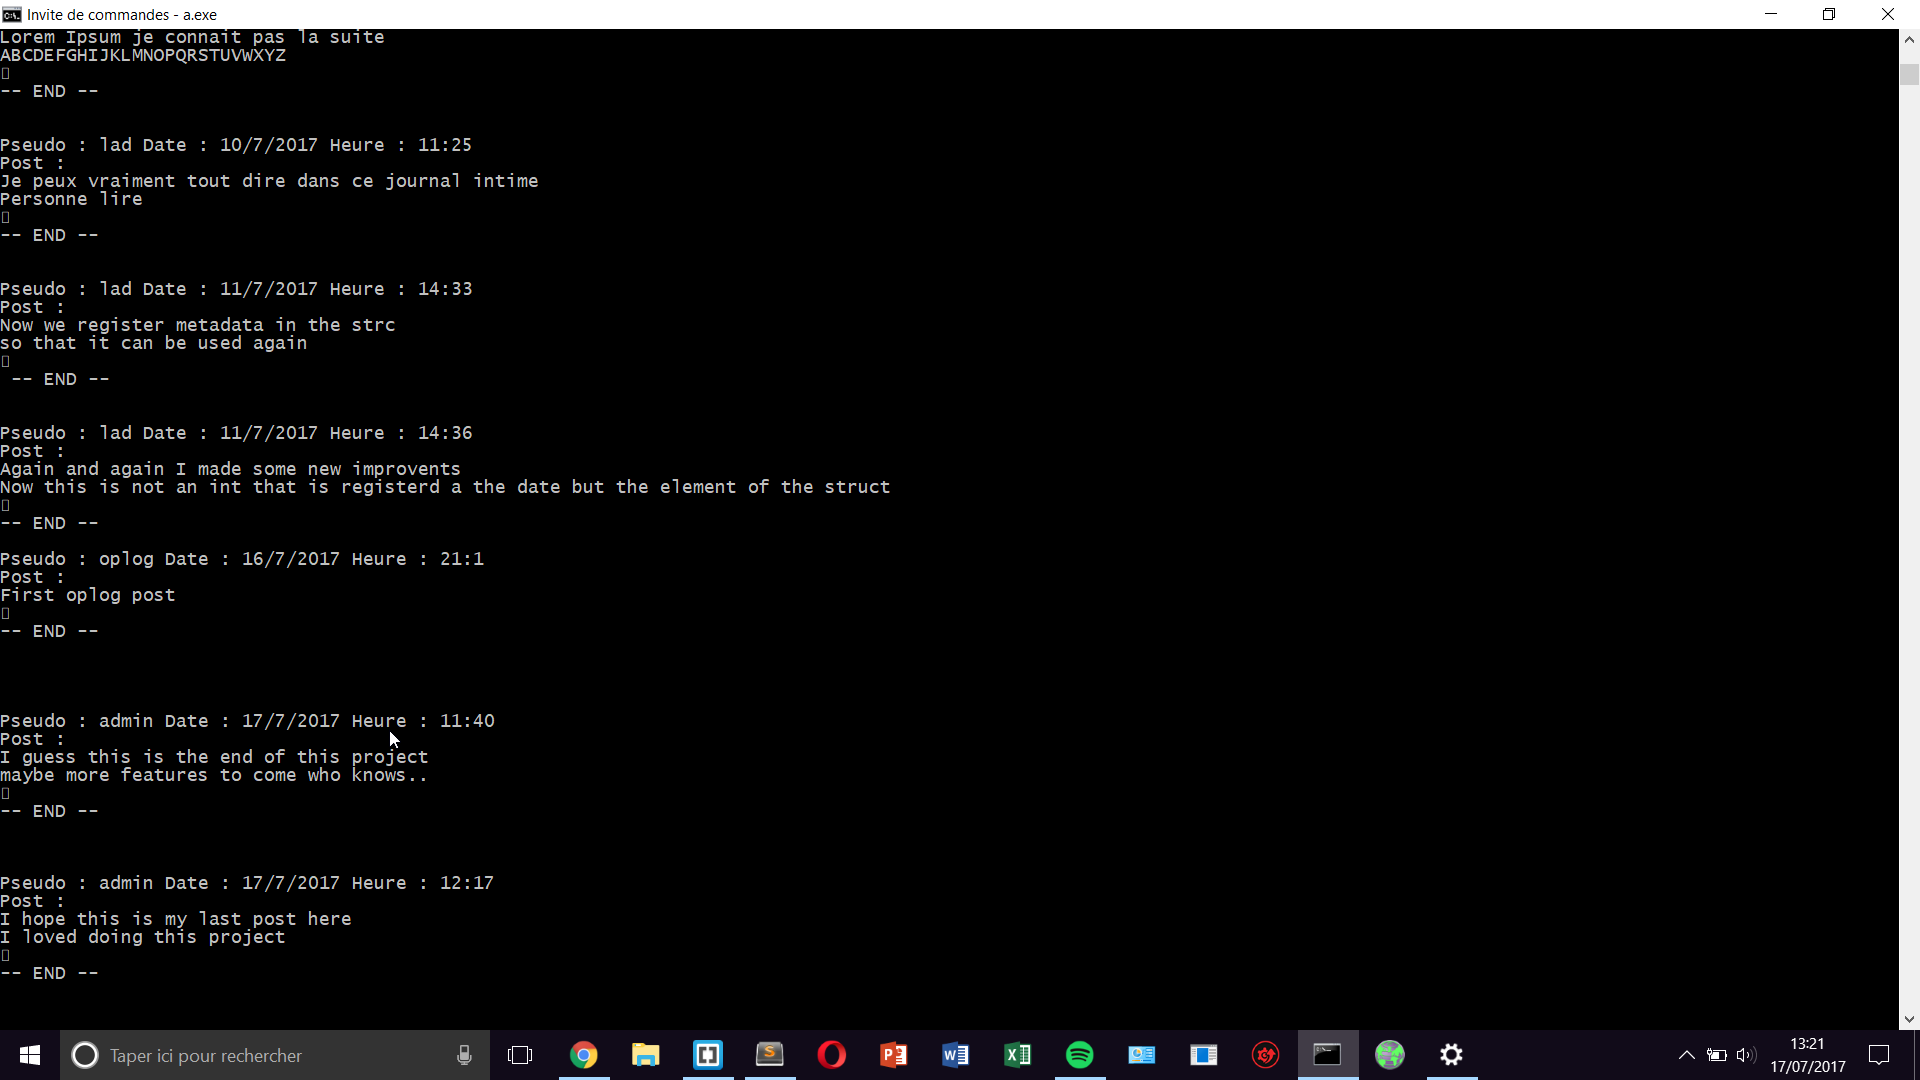 Invite de commandes - a.exe
Lorem Ipsum je connait pas la suite
ABCDEFGHIJKLMNOPQRSTUVWXYZ
-- END --
Pseudo : lad Date : 10/7/2017 Heure : 11:25
Post :
Je peux vraiment tout dire dans ce journal intime
Personne lire
-- END --
Pseudo : lad Date : 11/7/2017 Heure : 14:33
Post :
Now we register metadata in the strc
so that it can be used again
-- END --
Pseudo : lad Date : 11/7/2017 Heure : 14:36
Post :
Again and again I made some new improvents
Now this is not an int that is registerd a the date but the element of the struct
-- END --
Pseudo : oplog Date : 16/7/2017 Heure : 21:1
Post :
First oplog post
-- END --
Pseudo : admin Date : 17/7/2017 Heure : 11:40
Post :
I guess this is the end of this project
maybe more features to come who knows..
-- END --
Pseudo : admin Date : 17/7/2017 Heure : 12:17
Post :
I hope this is my last post here
I loved doing this project
-- END --
Taper ici pour rechercher
13:21
17/07/2017